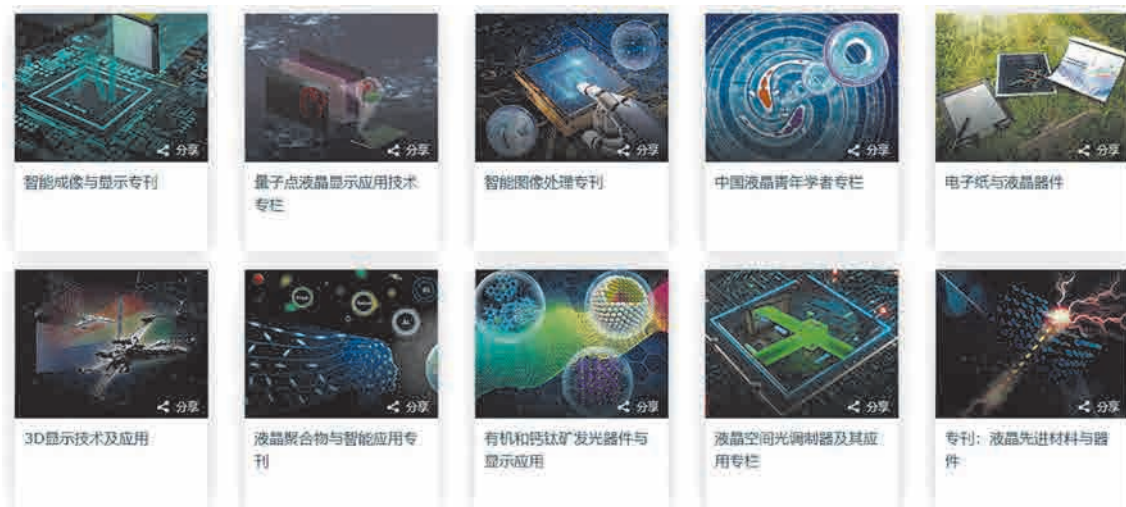 分享
分享
分享
分享
分享
智能成像与显示专刊
量子点液晶显示应用技术
专栏
智能图像处理专刊
中国液晶青年学者专栏
电子纸与液晶器件
分享
分享
分享
分享
分享
3D显示技术及应用
液晶聚合物与智能应用专
刊
有机和钙钛矿发光器件与
显示应用
液晶空间光调制器及其应
用专栏
专刊：液晶先进材料与器
件